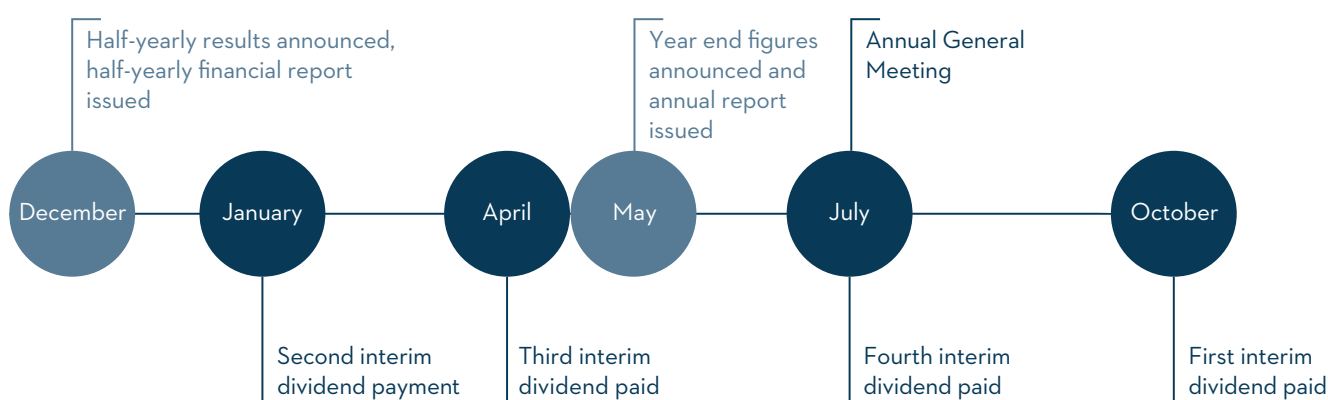 Half-yearly results announced,
half-yearly financial report
issued
Year end figures
announced and
annual report
issued
Annual General
Meeting
December
January
April
May
July
October
Second interim
dividend payment
Third interim
dividend paid
Fourth interim
dividend paid
First interim
dividend paid